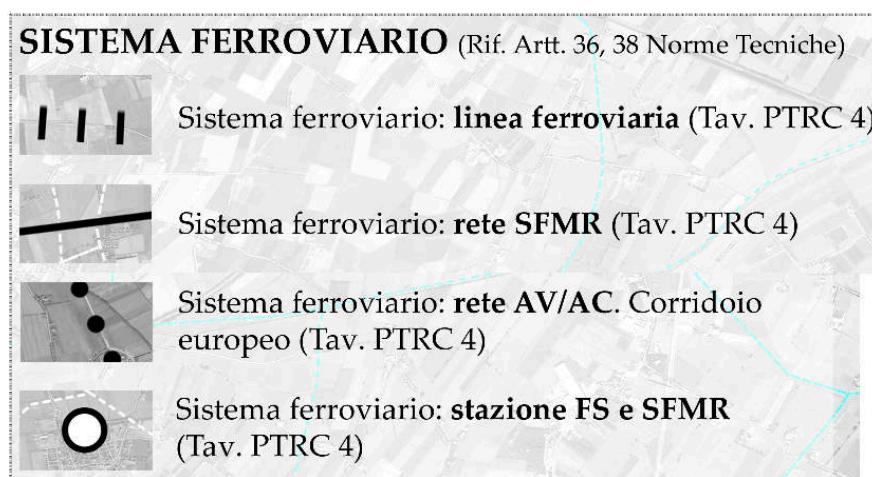 SISTEMA FERROVIARIO (Rif. Artt. 36, 38 Norme Tecniche)
Sistema ferroviario: linea ferroviaria (Tav. PTRC 4)
Sistema ferroviario: rete SFMR (Tav. PTRC 4)
Sistema ferroviario: rete AV/AC. Corridoio
europeo (Tav. PTRC 4)
Sistema ferroviario: stazione FS e SFMR
(Tav. PTRC 4)